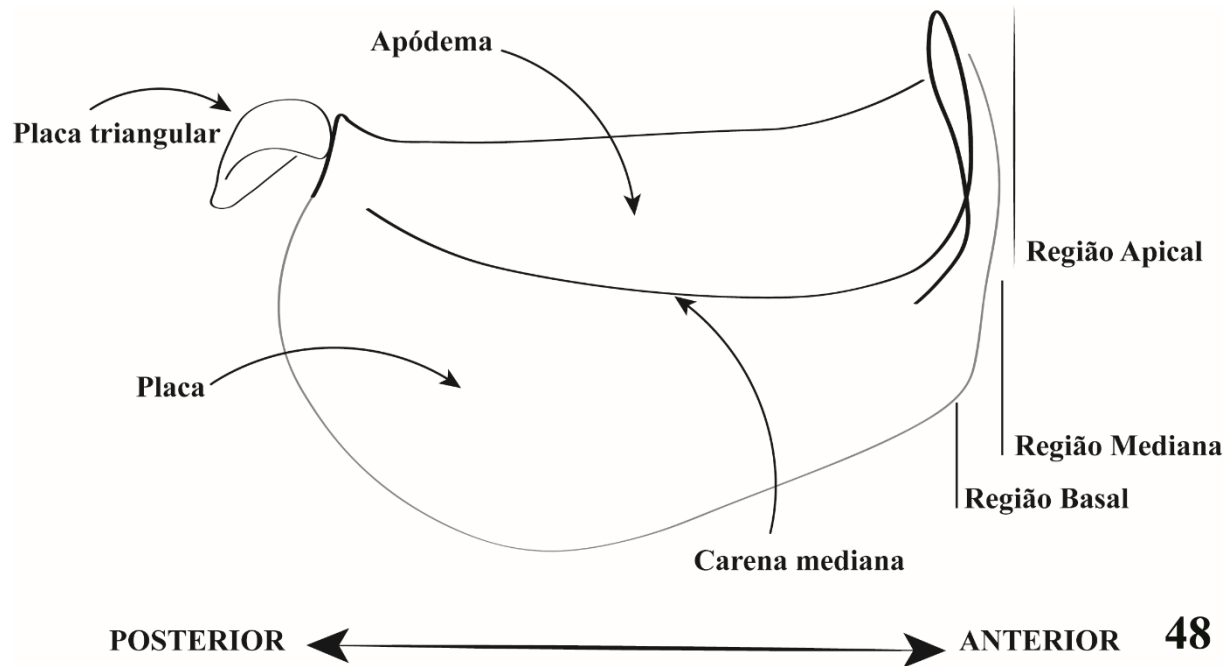 Apódema
Placa triangular
Região Apical
Placa
Região Mediana
Região Basal
Carena mediana
POSTERIOR
ANTERIOR
48